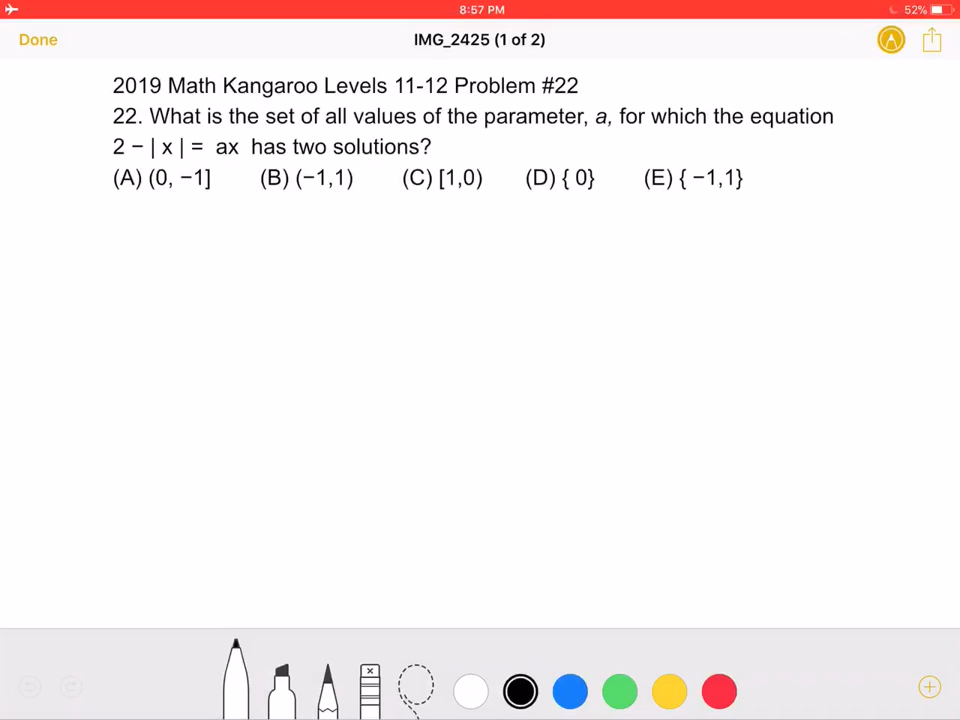 8:57 PM
52%
Done
IMG_2425 (1 of 2)
2019 Math Kangaroo Levels 11-12 Problem #22
22. What is the set of all values of the parameter, a, for which the equation
2 − | x | = ax has two solutions?
(A) (0, −1] (B) (−1,1) (C) [1,0) (D) { 0} (E) { −1,1}